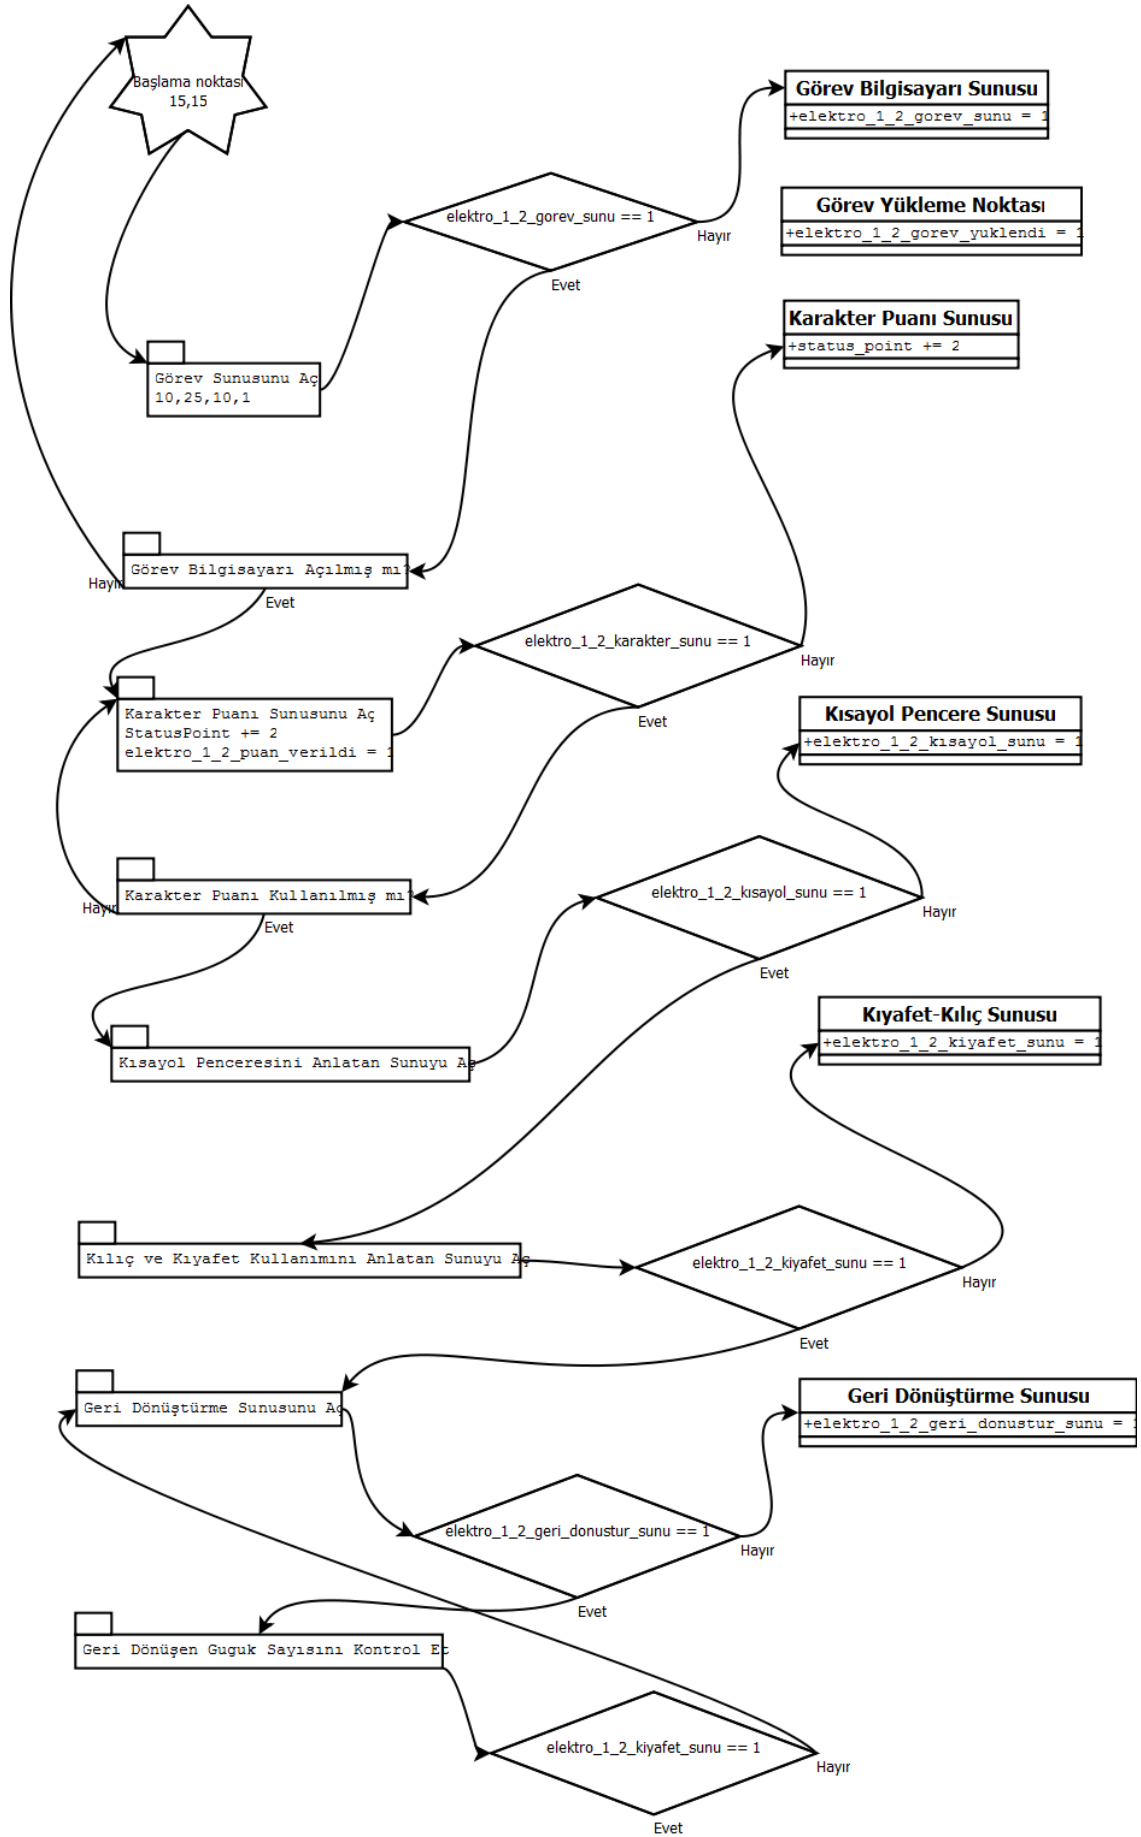 Başlama noktası
15,15
Görev Bilgisayarı Sunusu
+elektro_1_2_gorev_sunu = 1
elektro_1_2_gorev_sunu == 1
Hayır
Evet
Görev Yükleme Noktası
+elektro_1_2_gorev_yuklendi = 1
Karakter Puanı Sunusu
+status_point += 2
Görev Sunusunu Aç
10,25,10,1
Görev Bilgisayarı Açılmış mı?
Hayır
Evet
elektro_1_2_karakter_sunu == 1
Hayır
Evet
Karakter Puanı Sunusunu Aç
StatusPoint += 2
elektro_1_2_puan_verildi = 1
Kısayol Pencere Sunusu
+elektro_1_2_kısayol_sunu = 1
Karakter Puanı Kullanılmış mı?
Hayır
Evet
elektro_1_2_kısayol_sunu == 1
Hayır
Evet
Kısayol Penceresini Anlatan Sunuyu Aç
Kıyafet-Kılıç Sunusu
+elektro_1_2_kiyafet_sunu = 1
Kılıç ve Kıyafet Kullanımını Anlatan Sunuyu Aç
elektro_1_2_kiyafet_sunu == 1
Hayır
Evet
Geri Dönüştürme Sunusunu Aç
Geri Dönüştürme Sunusu
+elektro_1_2_geri_donustur_sunu = 1
elektro_1_2_geri_donustur_sunu == 1
Hayır
Evet
Geri Dönüşen Guguk Sayısını Kontrol Et
elektro_1_2_kiyafet_sunu == 1
Hayır
Evet